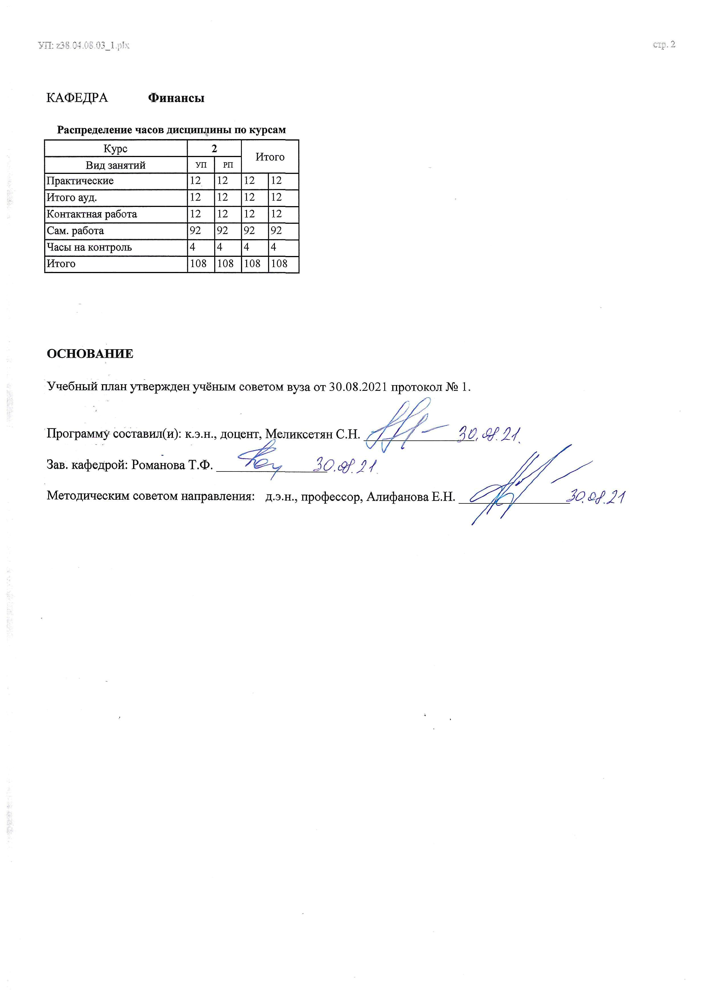 УП: z38.04.08.03_1.plx стр. 2
КАФЕДРА Финансы
Распределение часов дисциплины по курсам
Курс 2 Итого
Вид занятий УП РП
Практические 12 12 12 12
Итого ауд. 12 12 12 12
Контактная работа 12 12 12 12
Сам. работа 92 92 92 92
Часы на контроль 4 4 4 4
Итого 108 108 108 108
ОСНОВАНИЕ
Учебный план утвержден учёным советом вуза от 30.08.2021 протокол № 1.
Программу составил(и): к.э.н., доцент, Меликсетян С.Н. 30.08.21.
Зав. кафедрой: Романова Т.Ф. 30.08.21
Методическим советом направления: д.э.н., профессор, Алифанова Е.Н. 30.08.21